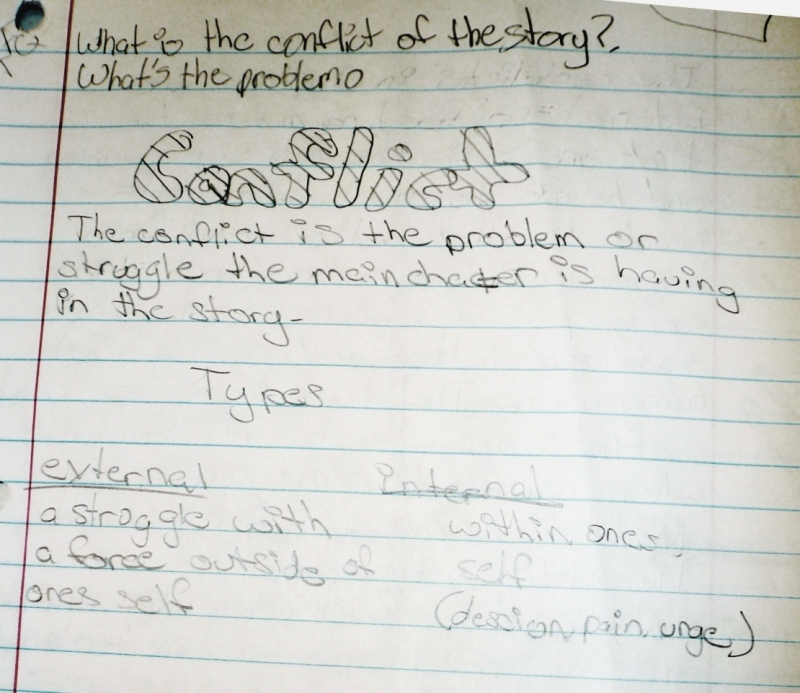 What is the conflict of the story?
What's the problemo
Conflict
The conflict is the problem or
struggle the main chacter is having
in the story-
Types
external
a stroggle with
a force outside of
ones self
Internal
within ones
self
(desoion, pain, urge)